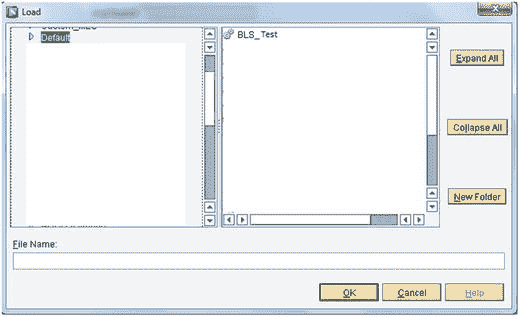 Load
Default
BLS_Test
Expand All
Collapse All
New Folder
File Name:
OK
Cancel
Help